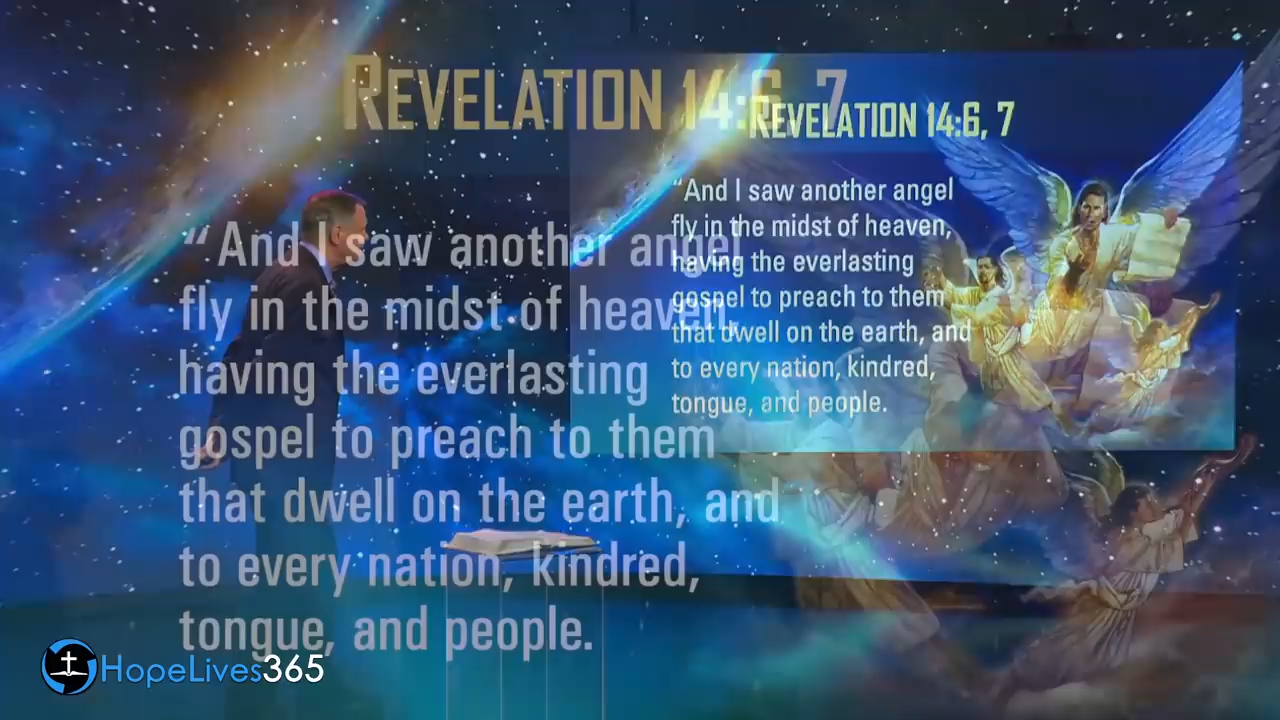 REVELATION 14:6, 7
“And I saw another angel
fly in the midst of heaven,
having the everlasting
gospel to preach to them
that dwell on the earth, and
to every nation, kindred,
tongue, and people.
REVELATION 14:6, 7
“And I saw another angel
fly in the midst of heaven,
having the everlasting
gospel to preach to them
that dwell on the earth, and
to every nation, kindred,
tongue, and people.
HopeLives365